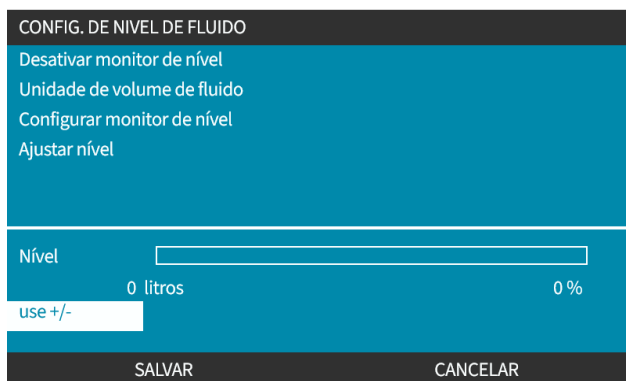 CONFIG. DE NIVEL DE FLUIDO
Desativar monitor de nível
Unidade de volume de fluido
Configurar monitor de nível
Ajustar nível
Nível
0 litros 0 %
use +/-
SALVAR CANCELAR